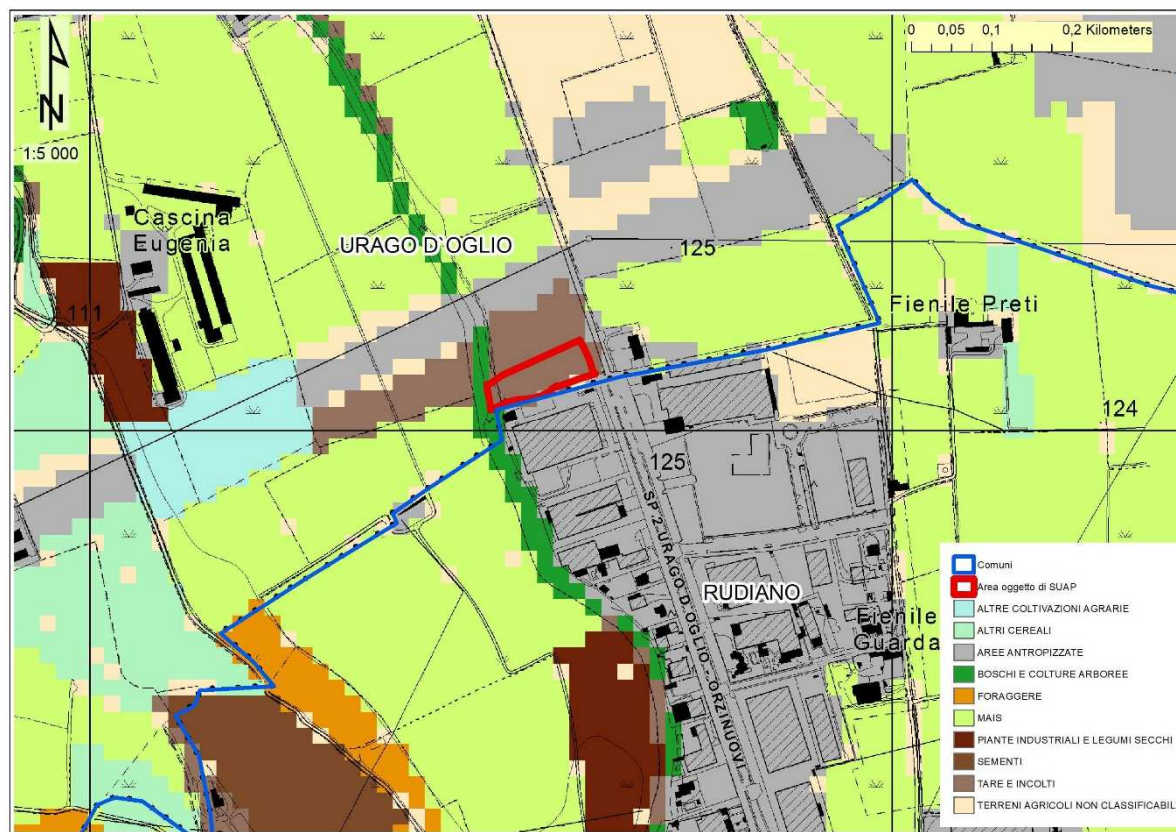 0 0,05 0,1 0,2 Kilometers
N
1:5 000
Cascina
Eugenia
URAGO D'OGLIO
125
111
Fienile Preti
124
125
SP.2 URAGO D'OGLIO-ORZINUOVI
RUDIANO
Fienile
Guarda
Comuni
Area oggetto di SUAP
ALTRE COLTIVAZIONI AGRARIE
ALTRI CEREALI
AREE ANTROPIZZATE
BOSCHI E COLTURE ARBOREE
FORAGGERE
MAIS
PIANTE INDUSTRIALI E LEGUMI SECCHI
SEMENTI
TARE E INCOLTI
TERRENI AGRICOLI NON CLASSIFICABIL